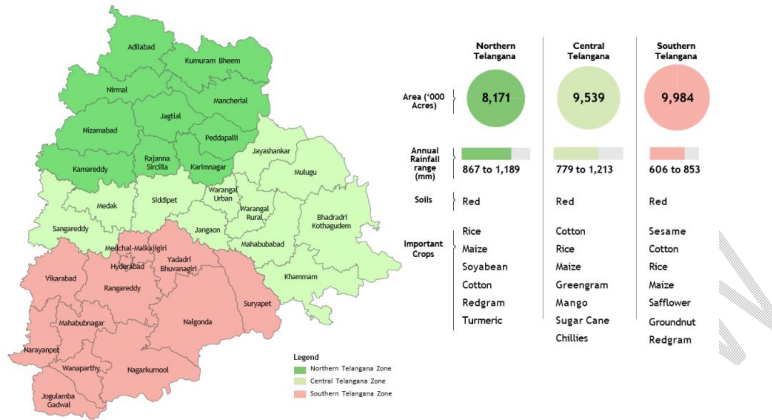 Adilabad
Kumuram Bheem
Nirmal
Mancherial
Jagtial
Nizamabad
Peddapalli
Rajanna
Sircilla
Karimnagar
Kamareddy
Jayashankar
Mulugu
Warangal
Urban
Siddipet
Medak
Warangal
Rural
Bhadradri
Kothagudem
Sangareddy
Jangaon
Mahabubabad
Khammam
Medchal-Malkajigiri
Hyderabad
Yadadri
Bhuvanagiri
Vikarabad
Rangareddy
Suryapet
Nalgonda
Mahabubnagar
Narayanpet
Wanaparthy
Nagarkurnool
Jogulamba
Gadwal
Legend
Northern Telangana Zone
Central Telangana Zone
Southern Telangana Zone
Northern
Telangana
Central
Telangana
Southern
Telangana
Area ('000
Acres)
8,171
9,539
9,984
Annual
Rainfall
range
(mm)
867 to 1,189
779 to 1,213
606 to 853
Soils
Red
Red
Red
Important
Crops
Rice
Maize
Soyabean
Cotton
Redgram
Turmeric
Cotton
Rice
Maize
Greengram
Mango
Sugar Cane
Chillies
Sesame
Cotton
Rice
Maize
Safflower
Groundnut
Redgram